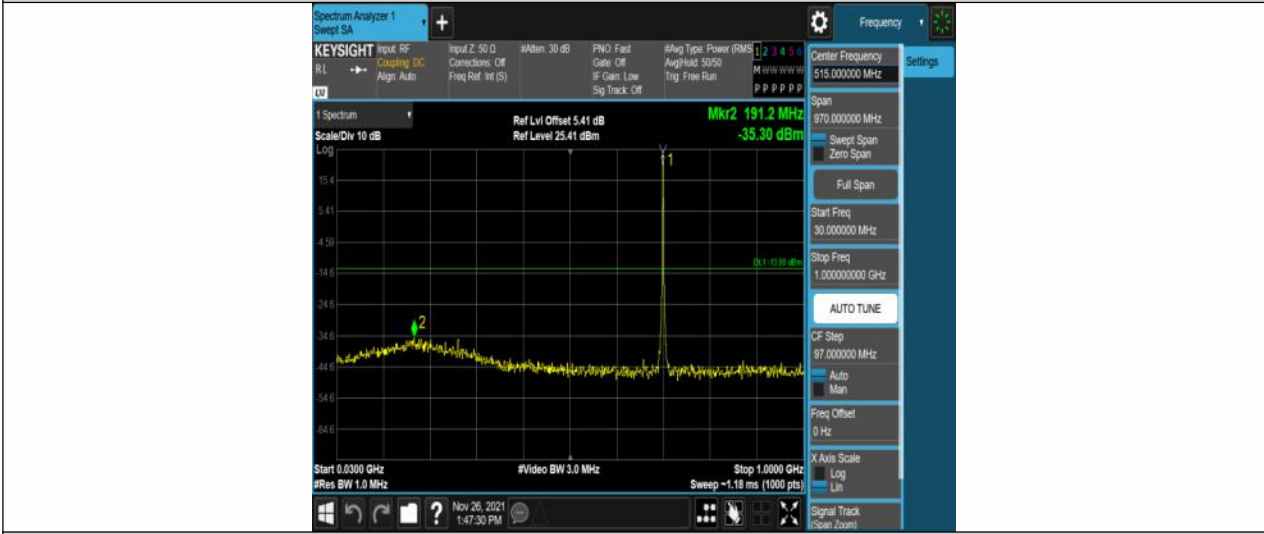 Spectrum Analyzer 1
Swept SA
+
Frequency
KEYSIGHT Input: RF
Coupling: DC
Align: Auto
RL
Input Z: 50 Ω
Corrections: Off
Freq Ref: Int (S)
#Atten: 30 dB
PNO: Fast
Gate: Off
IF Gain: Low
Sig Track: Off
#Avg Type: Power (RMS
Avg|Hold: 50/50
Trig: Free Run
1 2 3 4 5 6
M W W W W W
P P P P P P
1 Spectrum
Scale/Div 10 dB
Log
Ref Lvl Offset 5.41 dB
Ref Level 25.41 dBm
Mkr2 191.2 MHz
-35.30 dBm
15.4
5.41
-4.59
-14.6
-24.6
-34.6
-44.6
-54.6
-64.6
1
2
DL1 -13.00 dBm
Start 0.0300 GHz
#Res BW 1.0 MHz
#Video BW 3.0 MHz
Stop 1.0000 GHz
Sweep ~1.18 ms (1000 pts)
?
Nov 26, 2021
1:47:30 PM
Center Frequency
515.000000 MHz
Settings
Span
970.000000 MHz
Swept Span
Zero Span
Full Span
Start Freq
30.000000 MHz
Stop Freq
1.000000000 GHz
AUTO TUNE
CF Step
97.000000 MHz
Auto
Man
Freq Offset
0 Hz
X Axis Scale
Log
Lin
Signal Track
(Span Zoom)